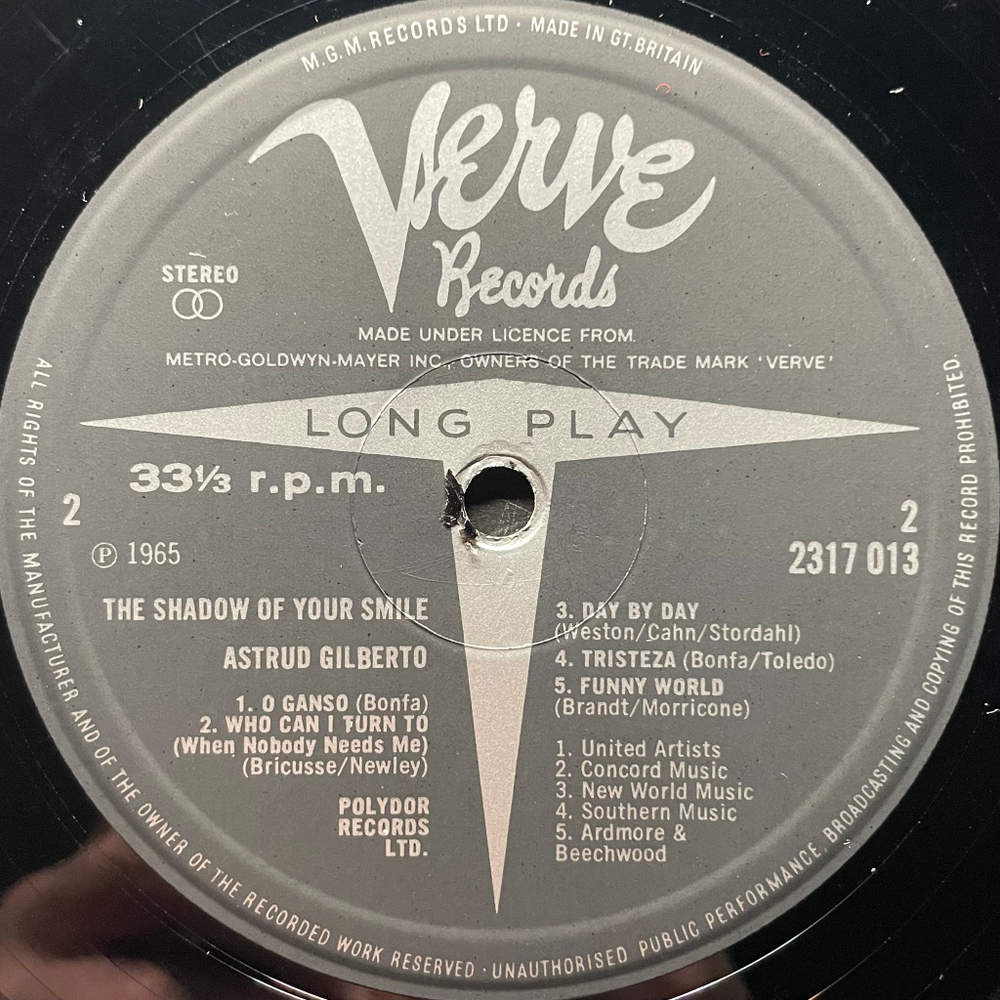 M.G.M. RECORDS LTD · MADE IN GT. BRITAIN
Verve
Records
STEREO
MADE UNDER LICENCE FROM
METRO-GOLDWYN-MAYER INC., OWNERS OF THE TRADE MARK 'VERVE'
LONG PLAY
33⅓ r.p.m.
2
2
℗ 1965
2317 013
THE SHADOW OF YOUR SMILE
ASTRUD GILBERTO
1. O GANSO (Bonfa)
2. WHO CAN I TURN TO
(When Nobody Needs Me)
(Bricusse/Newley)
POLYDOR
RECORDS
LTD.
3. DAY BY DAY
(Weston/Cahn/Stordahl)
4. TRISTEZA (Bonfa/Toledo)
5. FUNNY WORLD
(Brandt/Morricone)
1. United Artists
2. Concord Music
3. New World Music
4. Southern Music
5. Ardmore &
Beechwood
ALL RIGHTS OF THE MANUFACTURER AND OF THE OWNER OF THE RECORDED WORK RESERVED · UNAUTHORISED PUBLIC PERFORMANCE, BROADCASTING AND COPYING OF THIS RECORD PROHIBITED.